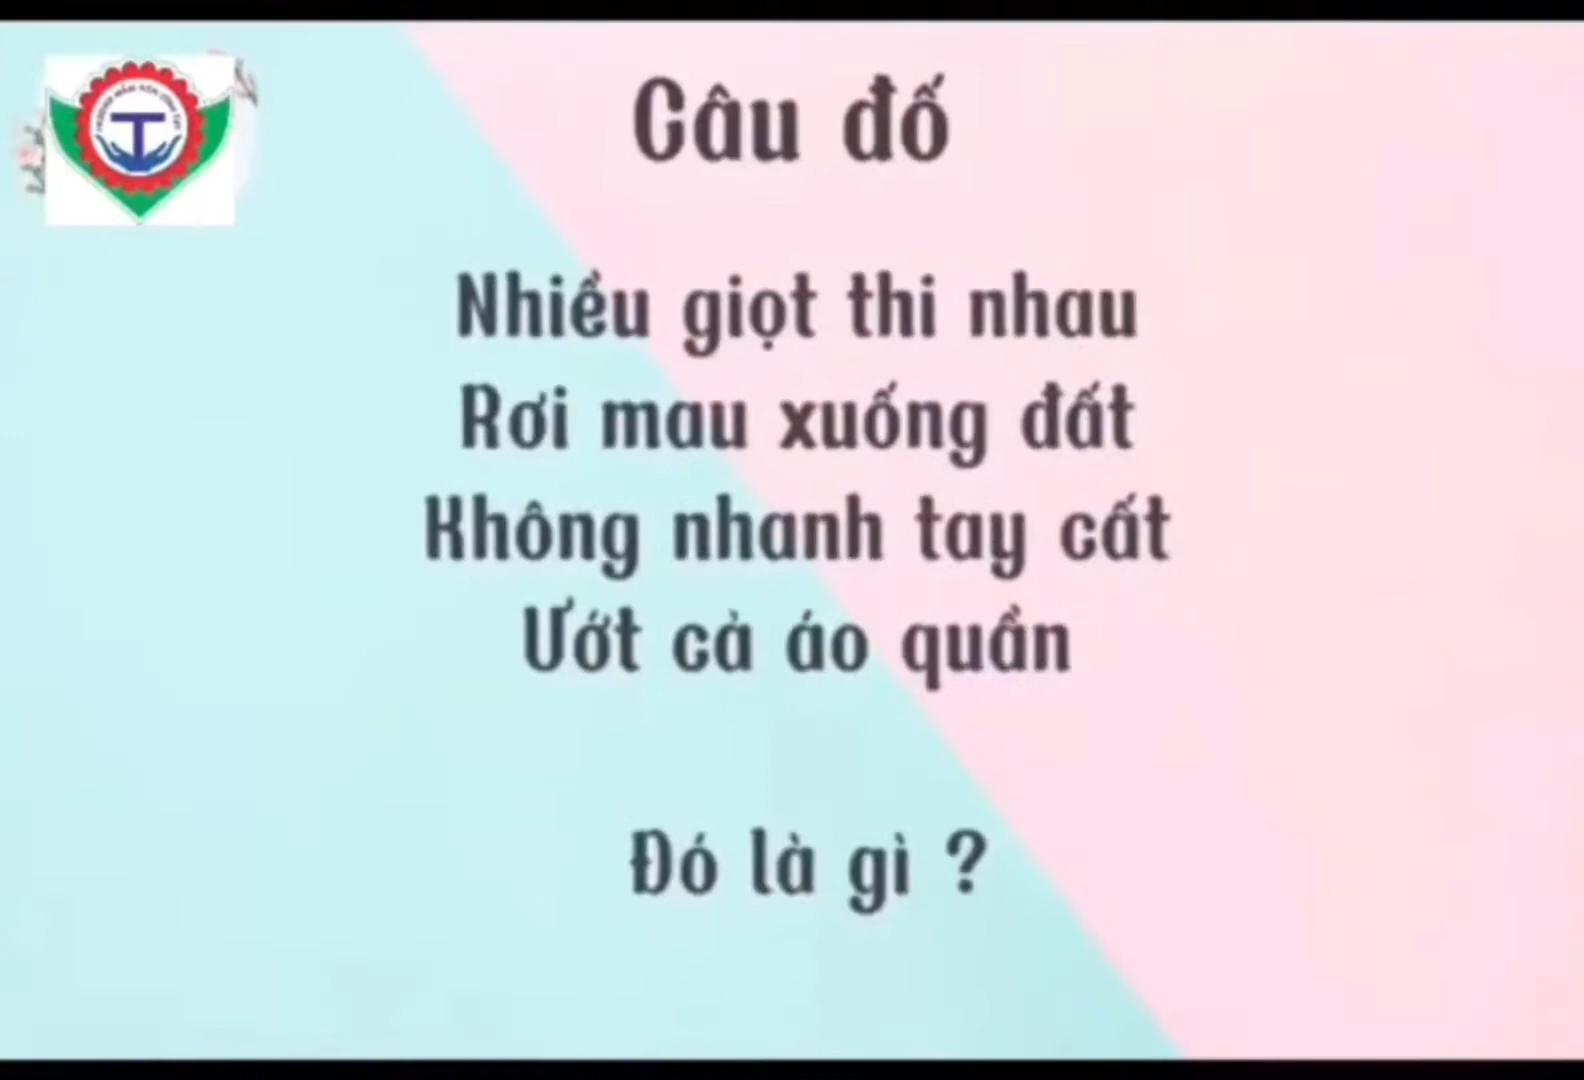 Câu đố
Nhiều giọt thi nhau
Rơi mau xuống đất
Không nhanh tay cất
Ướt cả áo quần
Đó là gì ?
T